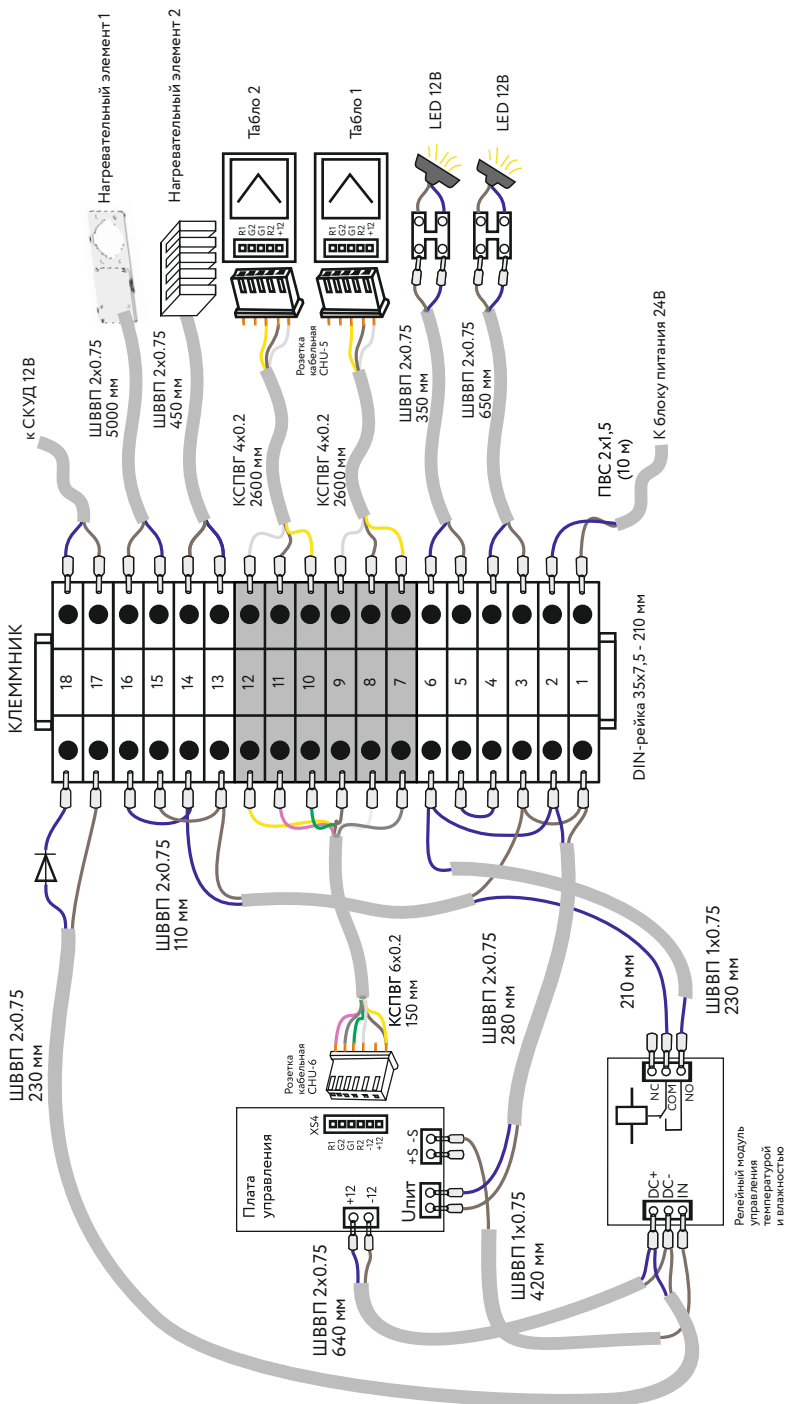 Нагревательный элемент 1
Нагревательный элемент 2
Табло 2
Табло 1
LED 12В
LED 12В
R1
G2
G1
R2
+12
R1
G2
G1
R2
+12
к СКУД 12В
ШВВП 2x0.75
5000 мм
ШВВП 2x0.75
450 мм
Розетка
кабельная
CHU-5
КСПВГ 4x0.2
2600 мм
КСПВГ 4x0.2
2600 мм
ШВВП 2x0.75
350 мм
ШВВП 2x0.75
650 мм
ПВС 2x1,5
(10 м)
К блоку питания 24В
КЛЕММНИК
18
17
16
15
14
13
12
11
10
9
8
7
6
5
4
3
2
1
DIN-рейка 35x7,5 - 210 мм
ШВВП 2x0.75
230 мм
ШВВП 2x0.75
110 мм
КСПВГ 6x0.2
150 мм
Розетка
кабельная
CHU-6
ШВВП 2x0.75
280 мм
210 мм
ШВВП 1x0.75
230 мм
Плата
управления
XS4
R1
G2
G1
R2
-12
+12
+12
-12
Uпит
+S -S
ШВВП 2x0.75
640 мм
ШВВП 1x0.75
420 мм
NC
COM
NO
DC+
DC-
IN
Релейный модуль
управления
температурой
и влажностью